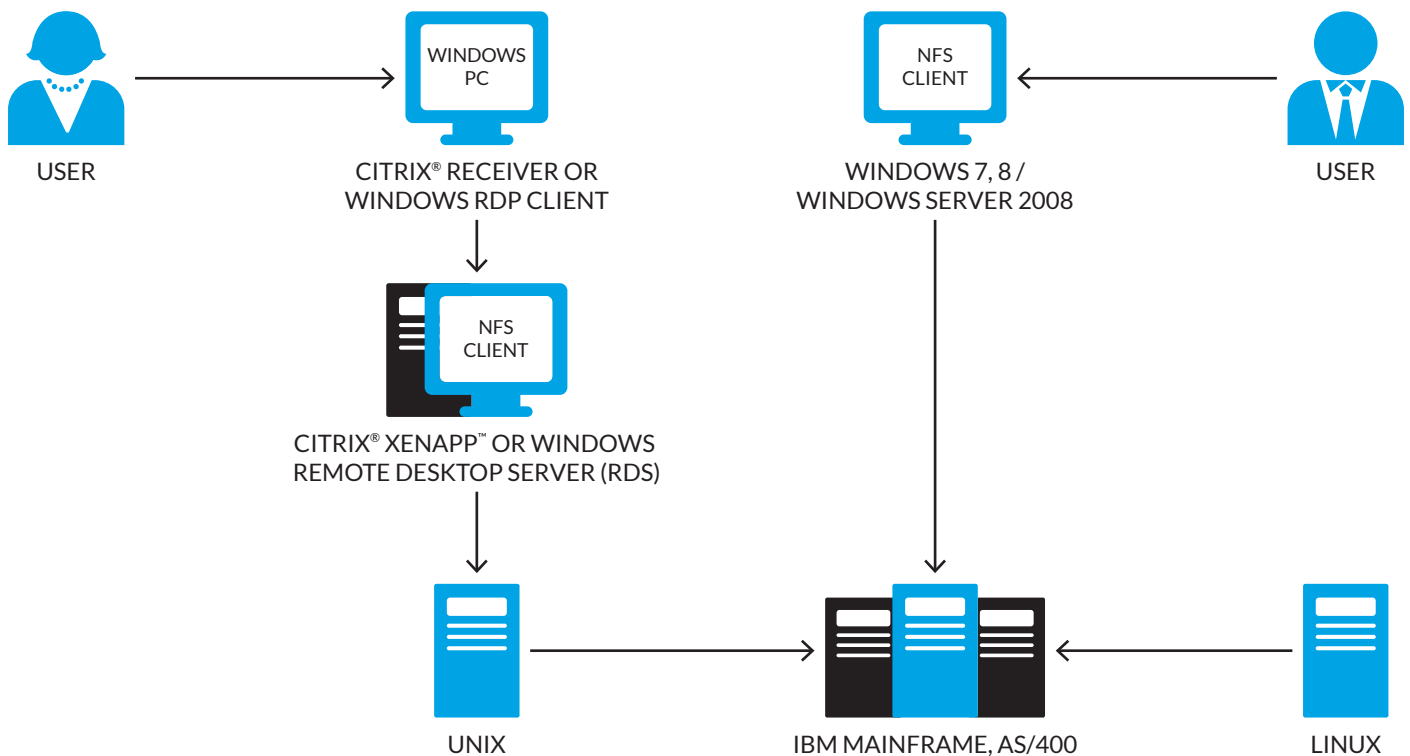 WINDOWS
PC
NFS
CLIENT
USER
CITRIX® RECEIVER OR
WINDOWS RDP CLIENT
WINDOWS 7, 8 /
WINDOWS SERVER 2008
USER
NFS
CLIENT
CITRIX® XENAPP™ OR WINDOWS
REMOTE DESKTOP SERVER (RDS)
UNIX
IBM MAINFRAME, AS/400
LINUX